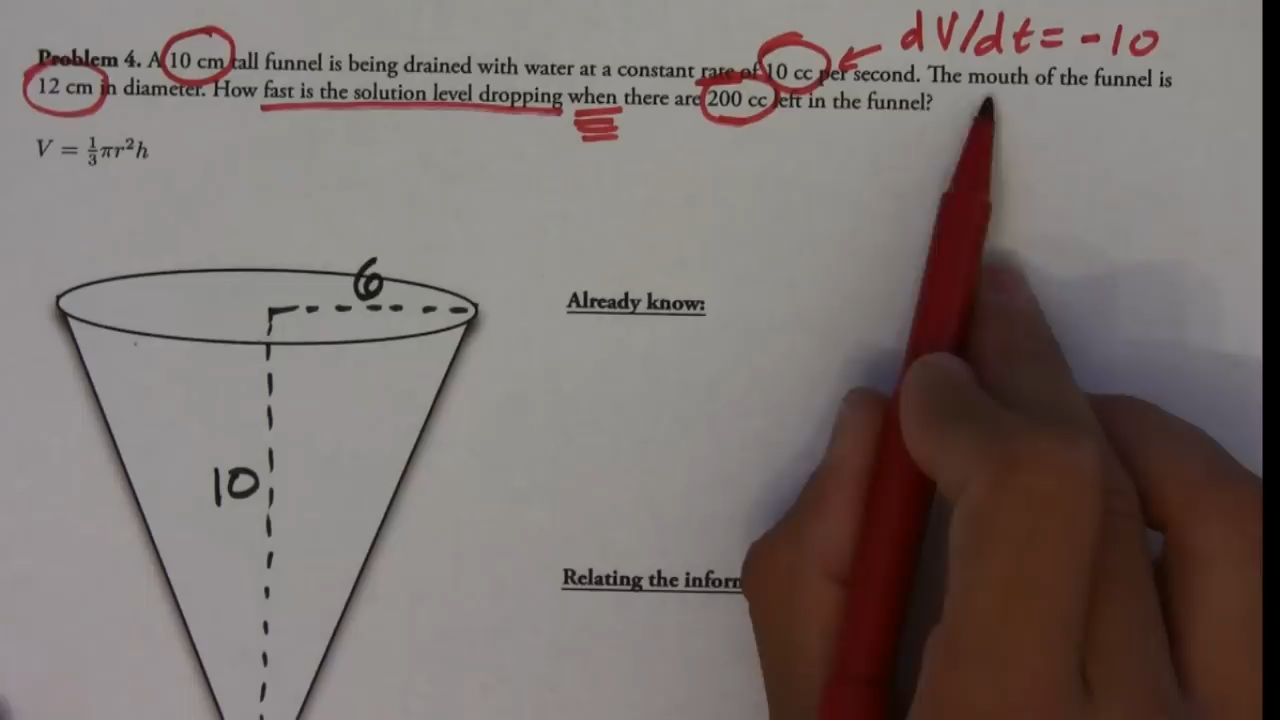 dV/dt = -10
Problem 4. A 10 cm tall funnel is being drained with water at a constant rate of 10 cc per second. The mouth of the funnel is
12 cm in diameter. How fast is the solution level dropping when there are 200 cc left in the funnel?
V = ⅓πr²h
6
Already know:
10
Relating the inform